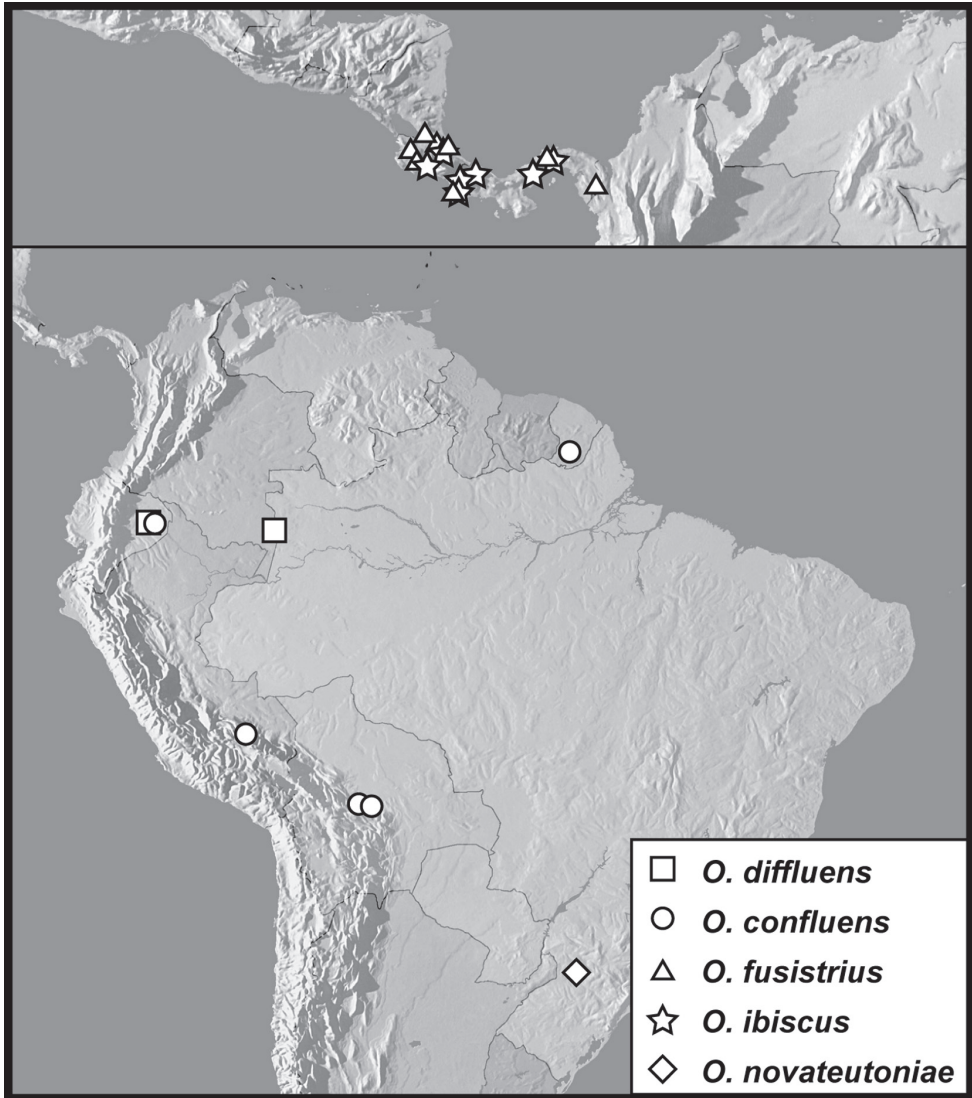 O. diffluens
O. confluens
O. fusistrius
O. ibiscus
O. novateutoniae